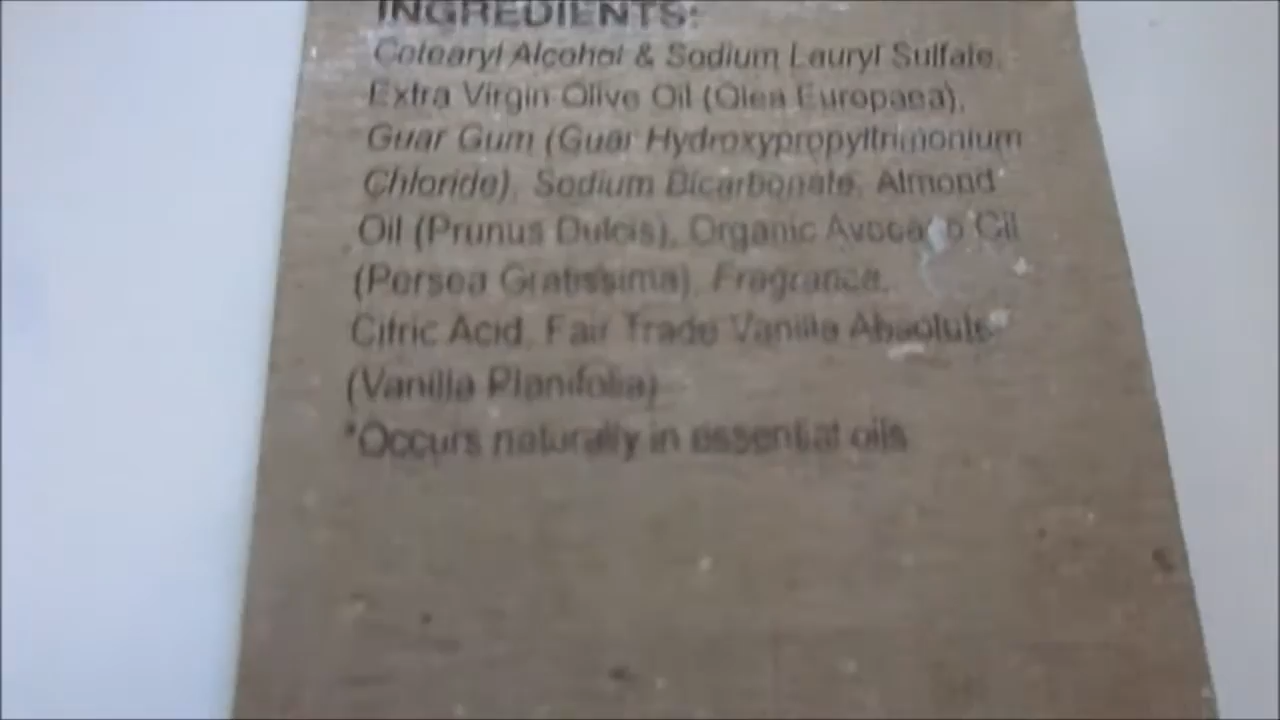 INGREDIENTS:
Cetearyl Alcohol & Sodium Lauryl Sulfate,
Extra Virgin Olive Oil (Olea Europaea),
Guar Gum (Guar Hydroxypropyltrimonium
Chloride), Sodium Bicarbonate, Almond
Oil (Prunus Dulcis), Organic Avocado Oil
(Persea Gratissima), Fragrance,
Citric Acid, Fair Trade Vanilla Absolute
(Vanilla Planifolia)
*Occurs naturally in essential oils